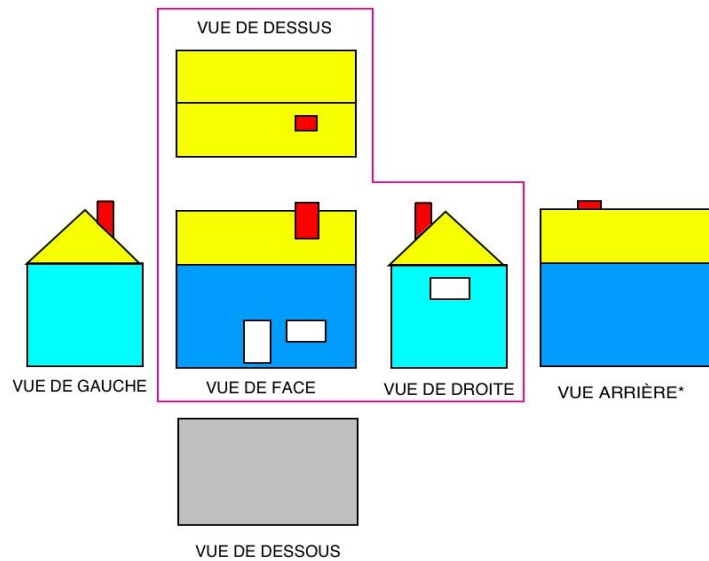 VUE DE DESSUS
VUE DE GAUCHE
VUE DE FACE
VUE DE DROITE
VUE ARRIÈRE*
VUE DE DESSOUS